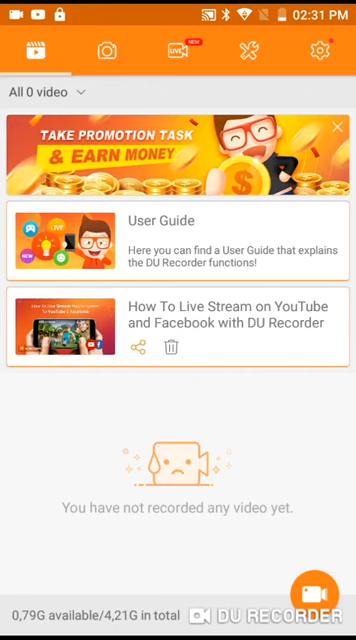 02:31 PM
LIVE
NEW
All 0 video
TAKE PROMOTION TASK
& EARN MONEY
User Guide
LIVE
NEW
Here you can find a User Guide that explains
the DU Recorder functions!
How To Live Stream on YouTube
and Facebook with DU Recorder
You have not recorded any video yet.
0,79G available/4,21G in total
DU RECORDER